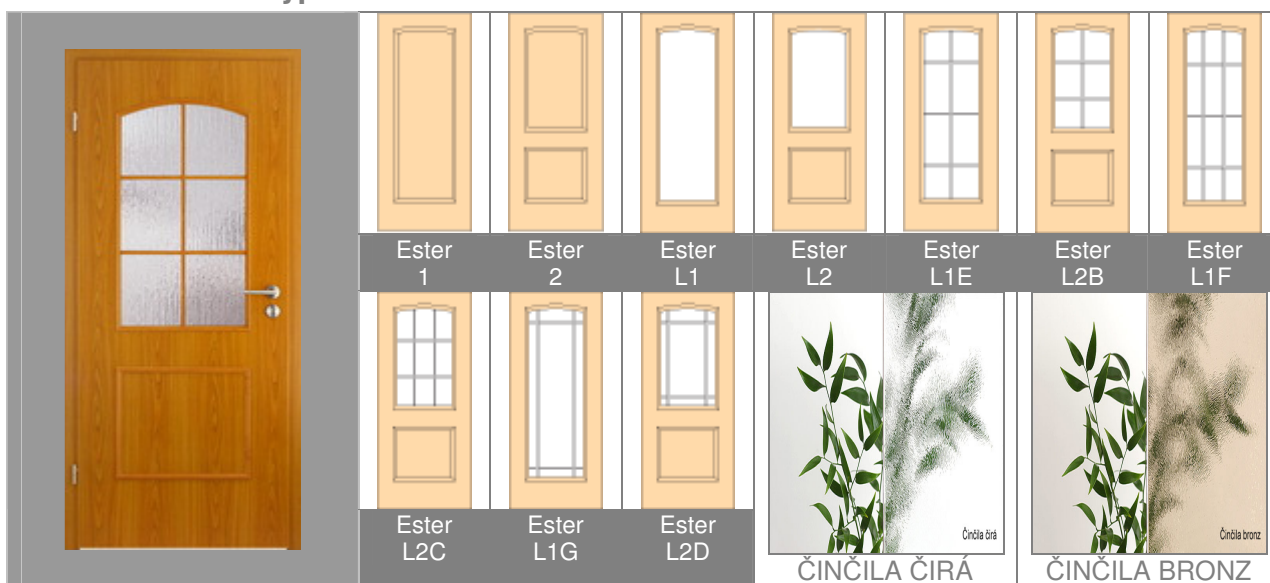 Ester
1
Ester
2
Ester
L1
Ester
L2
Ester
L1E
Ester
L2B
Ester
L1F
Ester
L2C
Ester
L1G
Ester
L2D
Činčila čirá
ČINČILA ČIRÁ
Činčila bronz
ČINČILA BRONZ